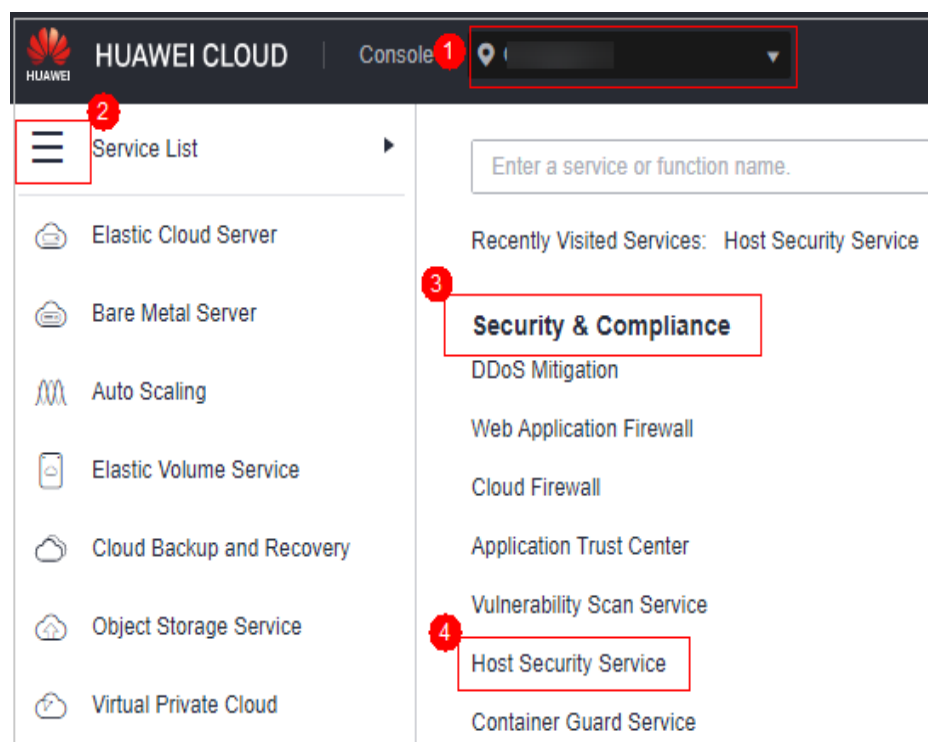 HUAWEI
HUAWEI CLOUD
Console
1
2
Service List
Enter a service or function name.
Elastic Cloud Server
Recently Visited Services: Host Security Service
3
Bare Metal Server
Security & Compliance
DDoS Mitigation
Auto Scaling
Web Application Firewall
Elastic Volume Service
Cloud Firewall
Cloud Backup and Recovery
Application Trust Center
Vulnerability Scan Service
Object Storage Service
4
Host Security Service
Virtual Private Cloud
Container Guard Service